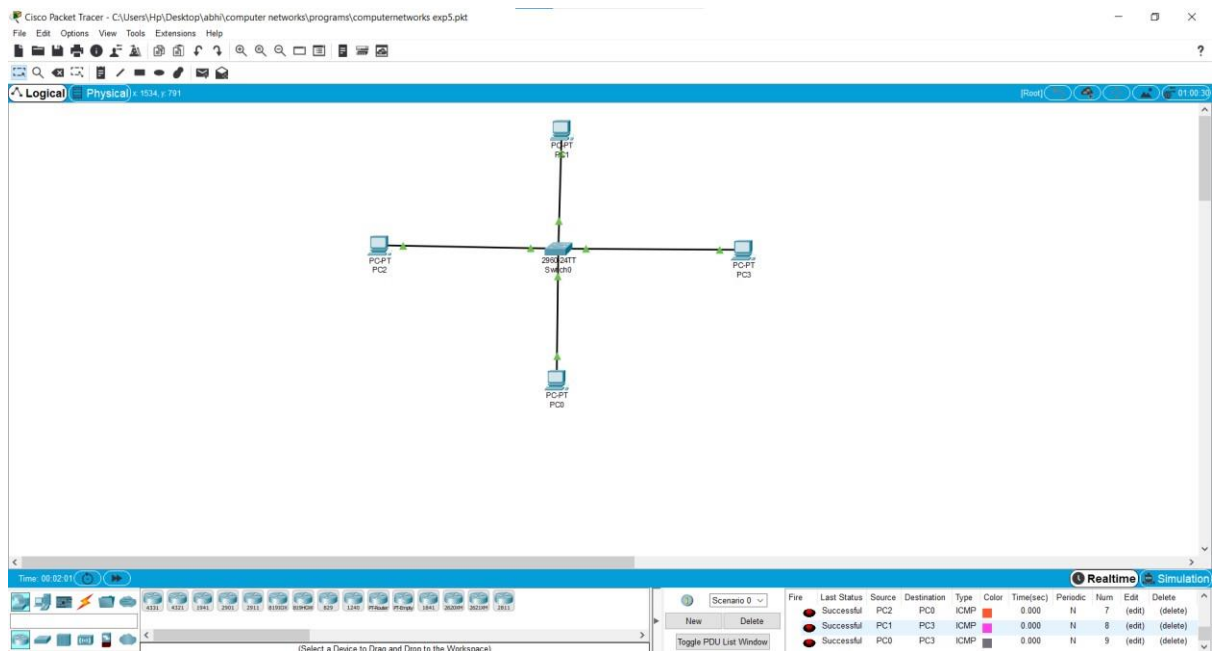 Cisco Packet Tracer - C:\Users\Hp\Desktop\abhi\computer networks\programs\computernetworks exp5.pkt
File Edit Options View Tools Extensions Help
?
Logical Physical x: 1534, y: 791 [Root] 01:00:30
PC-PT
PC1
PC-PT
PC2
2960-24TT
Switch0
PC-PT
PC3
PC-PT
PC0
Time: 00:02:01 Realtime Simulation
4331 4321 1941 2901 2911 819IOX 819HGW 829 1240 PT-Router PT-Empty 1841 2620XM 2621XM 2811
(Select a Device to Drag and Drop to the Workspace)
Scenario 0
New Delete
Toggle PDU List Window
Fire Last Status Source Destination Type Color Time(sec) Periodic Num Edit Delete
Successful PC2 PC0 ICMP 0.000 N 7 (edit) (delete)
Successful PC1 PC3 ICMP 0.000 N 8 (edit) (delete)
Successful PC0 PC3 ICMP 0.000 N 9 (edit) (delete)